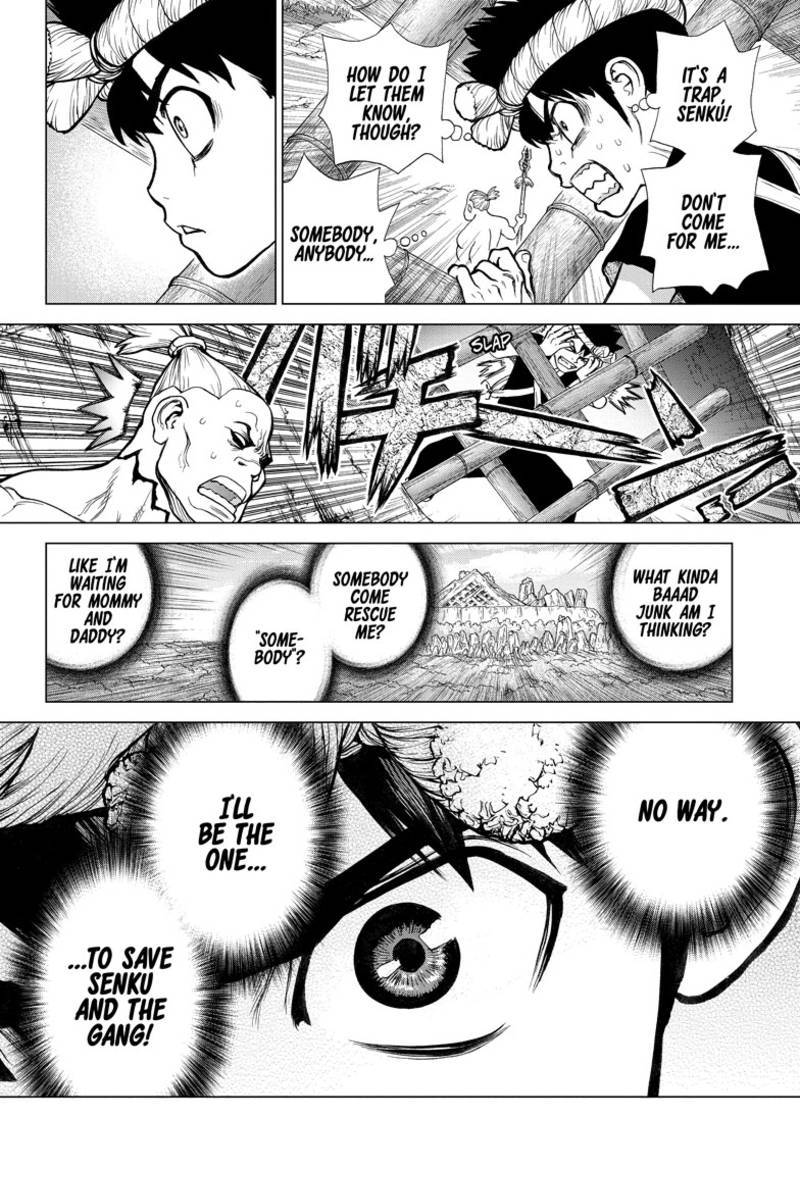 IT'S A
TRAP,
SENKU!
DON'T
COME
FOR ME...
HOW DO I
LET THEM
KNOW,
THOUGH?
SOMEBODY,
ANYBODY...
SLAP
WHAT KINDA
BAAAD
JUNK AM I
THINKING?
SOMEBODY
COME
RESCUE
ME?
"SOME-
BODY"?
LIKE I'M
WAITING
FOR MOMMY
AND
DADDY?
NO WAY.
I'LL
BE THE
ONE...
...TO SAVE
SENKU
AND THE
GANG!